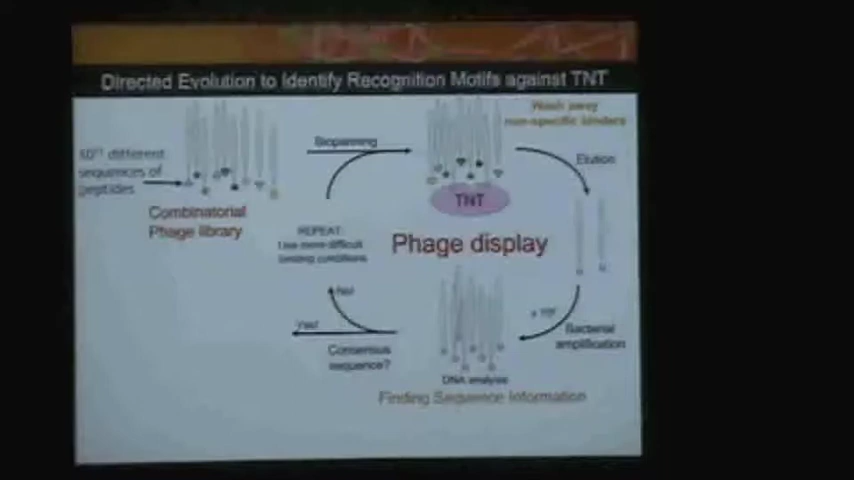 Directed Evolution to Identify Recognition Motifs against TNT
Wash away
non-specific binders
Biopanning
different
sequences of
peptides
Elution
TNT
Combinatorial
Phage library
REPEAT:
Use more difficult
binding conditions
Phage display
No!
Yes!
Bacterial
amplification
Consensus
sequence?
DNA analysis
Finding Sequence Information